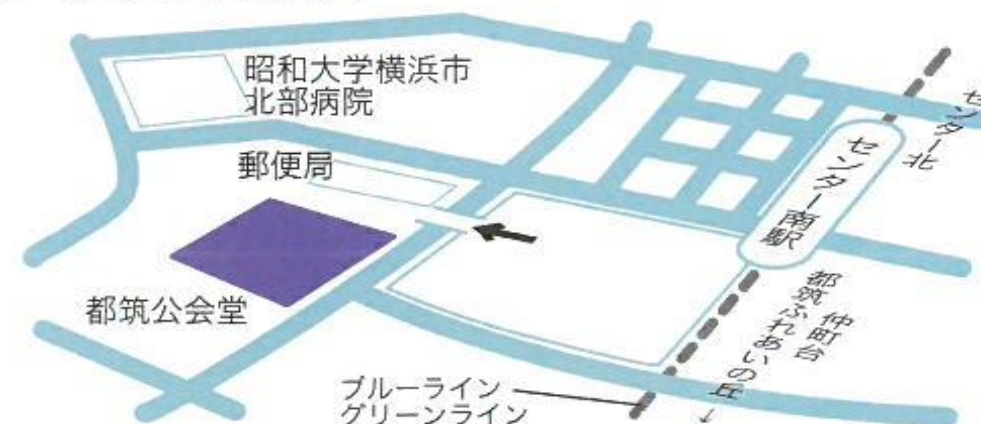 昭和大学横浜市
北部病院
郵便局
都筑公会堂
センター北
センター南駅
仲町台
都筑ふれあいの丘
↓
ブルーライン
グリーンライン